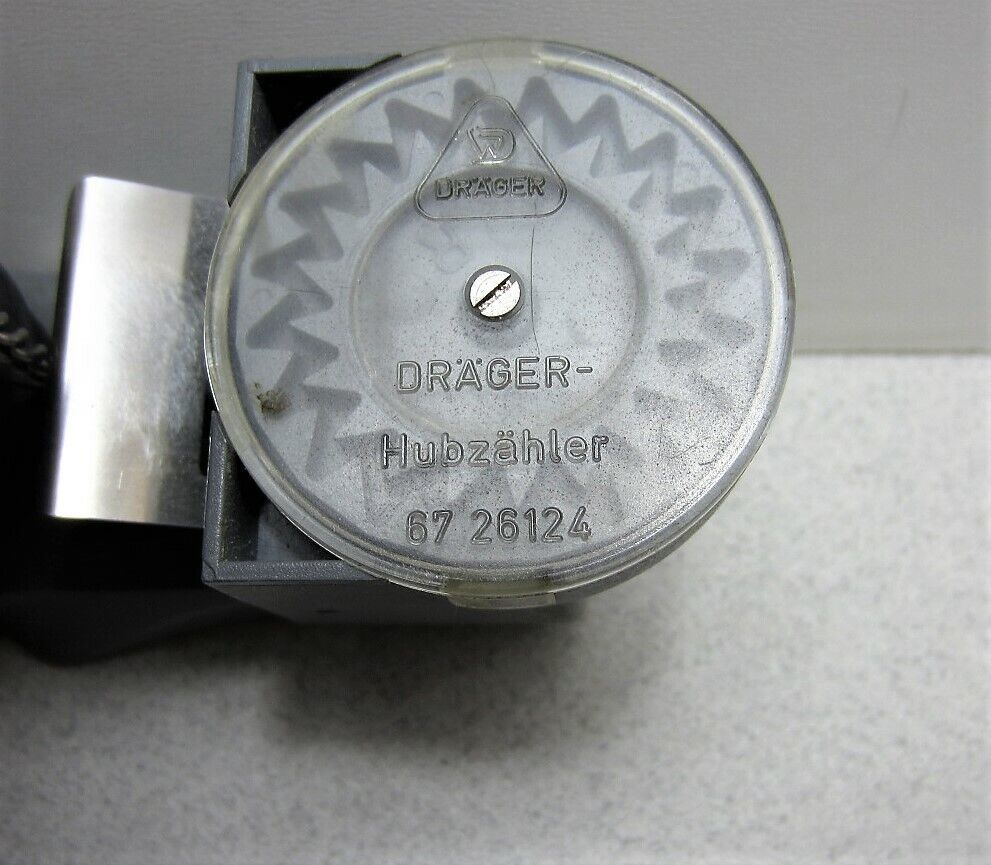 DRÄGER
DRÄGER-
Hubzähler
67 26124